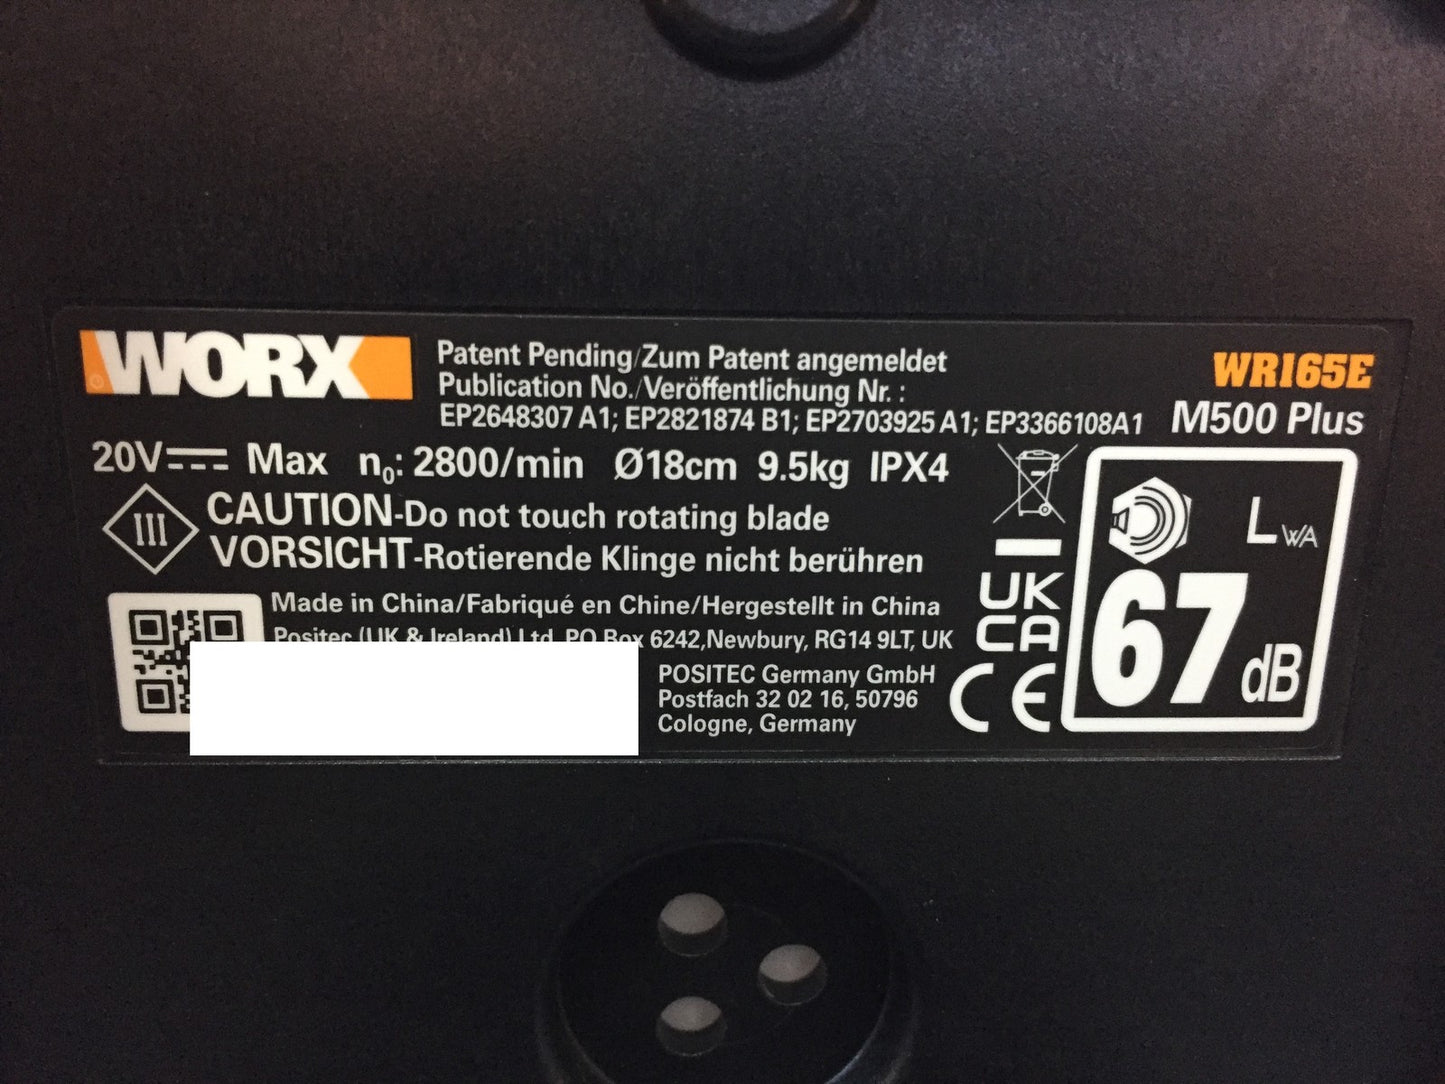 WORX
Patent Pending/Zum Patent angemeldet
Publication No./Veröffentlichung Nr. :
EP2648307 A1; EP2821874 B1; EP2703925 A1; EP3366108A1
WR165E
M500 Plus
20V Max n0: 2800/min Ø18cm 9.5kg IPX4
III
CAUTION-Do not touch rotating blade
VORSICHT-Rotierende Klinge nicht berühren
Made in China/Fabriqué en Chine/Hergestellt in China
Positec (UK & Ireland) Ltd. PO Box 6242,Newbury, RG14 9LT, UK
POSITEC Germany GmbH
Postfach 32 02 16, 50796
Cologne, Germany
UK
CA
CE
LWA
67 dB